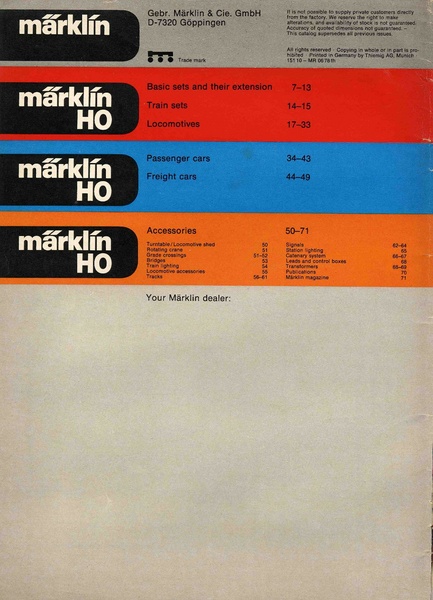 märklin
Gebr. Märklin & Cie. GmbH
D-7320 Göppingen
Trade mark
It is not possible to supply private customers directly
from the factory. We reserve the right to make
alterations, and availability of stock is not guaranteed.
Accuracy of quoted dimensions not guaranteed. –
This catalog supersedes all previous issues.
All rights reserved · Copying in whole or in part is pro-
hibited · Printed in Germany by Thiemig AG, Munich
151 10 – MR 06 78 th
märklin
HO
Basic sets and their extension 7–13
Train sets 14–15
Locomotives 17–33
märklin
HO
Passenger cars 34–43
Freight cars 44–49
märklin
HO
Accessories 50–71
Turntable/Locomotive shed 50
Rotating crane 51
Grade crossings 51–52
Bridges 53
Train lighting 54
Locomotive accessories 55
Tracks 56–61
Signals 62–64
Station lighting 65
Catenary system 66–67
Leads and control boxes 68
Transformers 68–69
Publications 70
Märklin magazine 71
Your Märklin dealer: